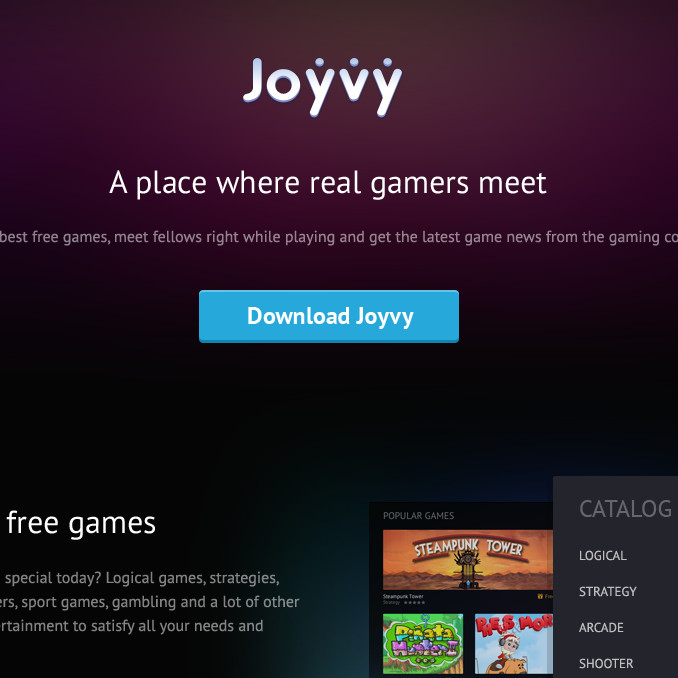 Joyvy
A place where real gamers meet
best free games, meet fellows right while playing and get the latest game news from the gaming co
Download Joyvy
free games
special today? Logical games, strategies,
ers, sport games, gambling and a lot of other
ertainment to satisfy all your needs and
POPULAR GAMES
STEAMPUNK TOWER
Steampunk Tower
Strategy
Free
CATALOG
LOGICAL
STRATEGY
ARCADE
SHOOTER